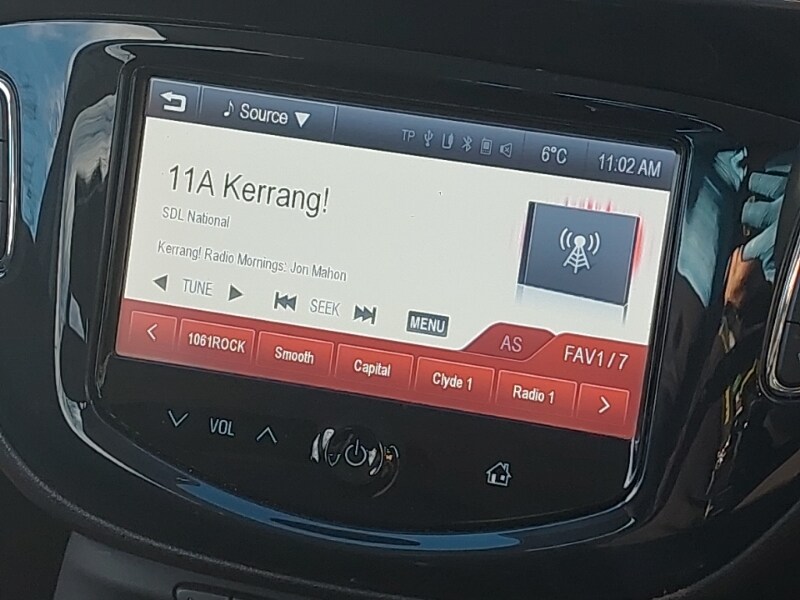 Source
TP 6°C 11:02 AM
11A Kerrang!
SDL National
Kerrang! Radio Mornings: Jon Mahon
TUNE SEEK MENU
AS FAV1/7
1061ROCK Smooth Capital Clyde 1 Radio 1
VOL